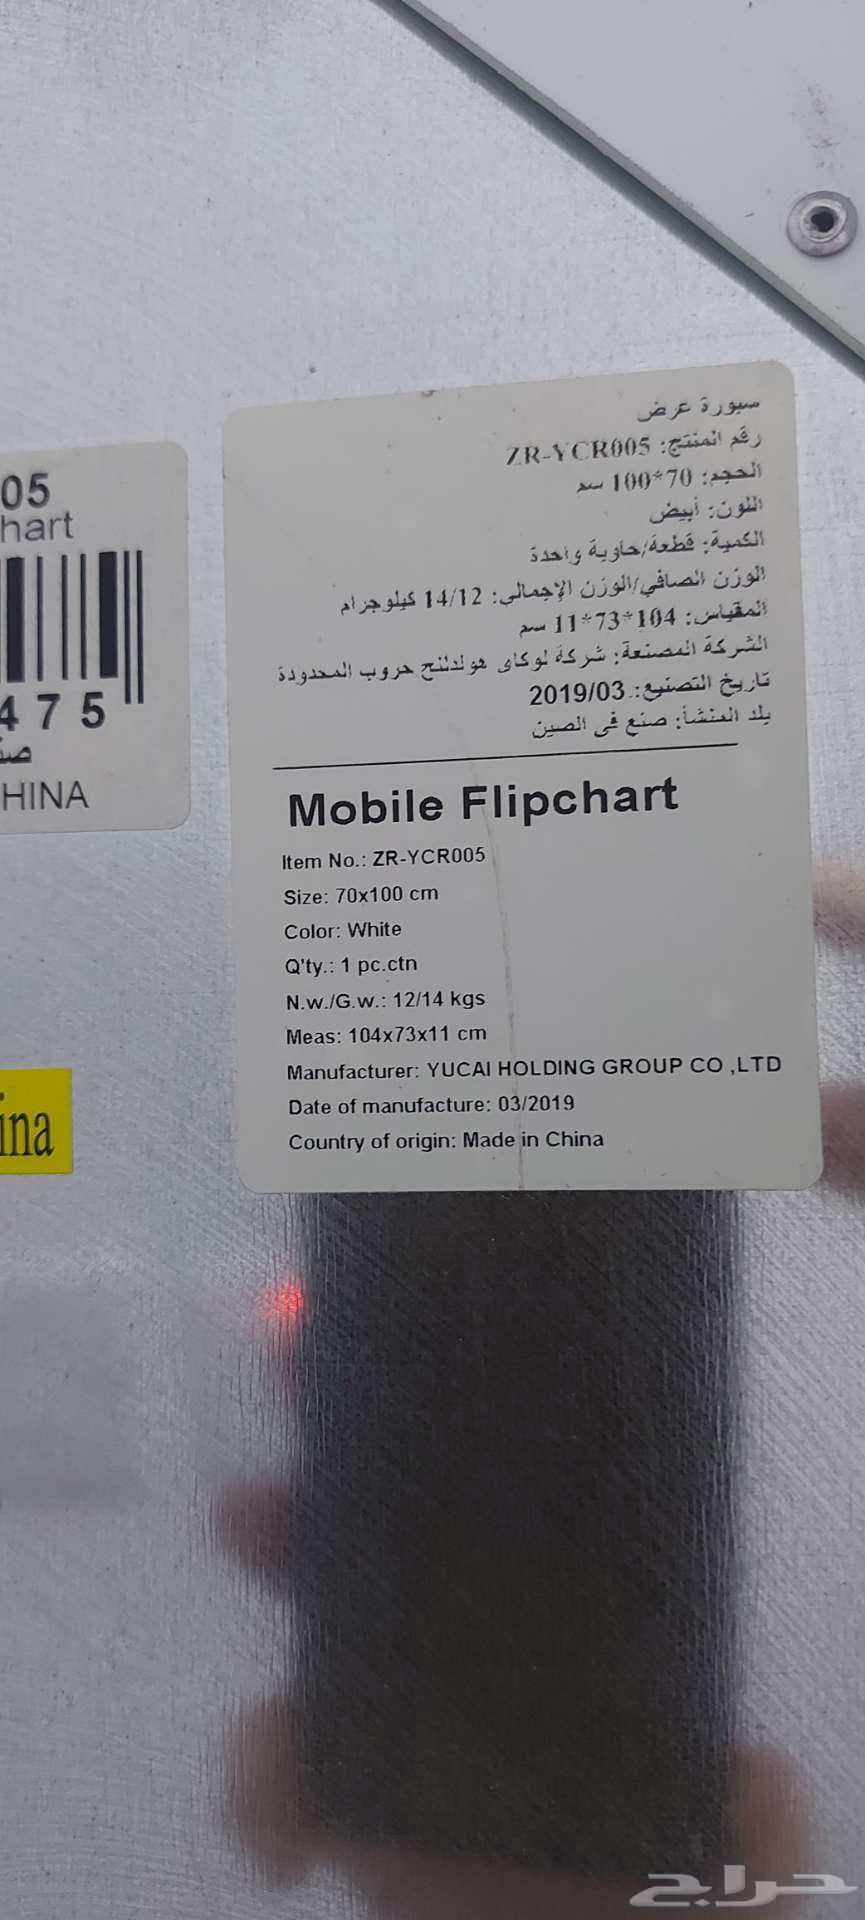 سبورة عرض
رقم المنتج: ZR-YCR005
الحجم: 70*100 سم
اللون: أبيض
الكمية: قطعة/حاوية واحدة
الوزن الصافي/الوزن الإجمالي: 14/12 كيلوجرام
المقياس: 104*73*11 سم
الشركة المصنعة: شركة لوكاى هولدلنج جروب المحدودة
تاريخ التصنيع: 2019/03
بلد المنشأ: صنع في الصين
Mobile Flipchart
Item No.: ZR-YCR005
Size: 70x100 cm
Color: White
Q'ty.: 1 pc.ctn
N.w./G.w.: 12/14 kgs
Meas: 104x73x11 cm
Manufacturer: YUCAI HOLDING GROUP CO ,LTD
Date of manufacture: 03/2019
Country of origin: Made in China
05
hart
475
HINA
ina
حراج